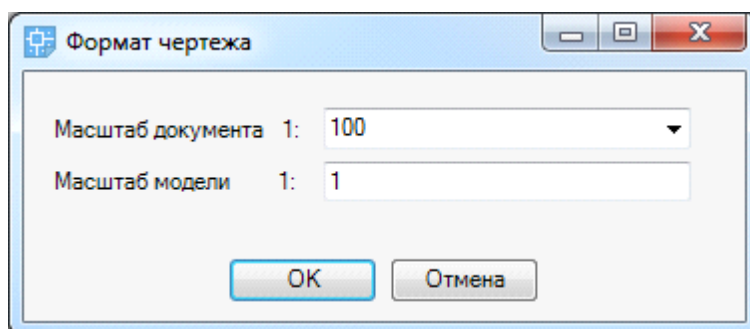 Формат чертежа
Масштаб документа 1: 100
Масштаб модели 1: 1
OK Отмена